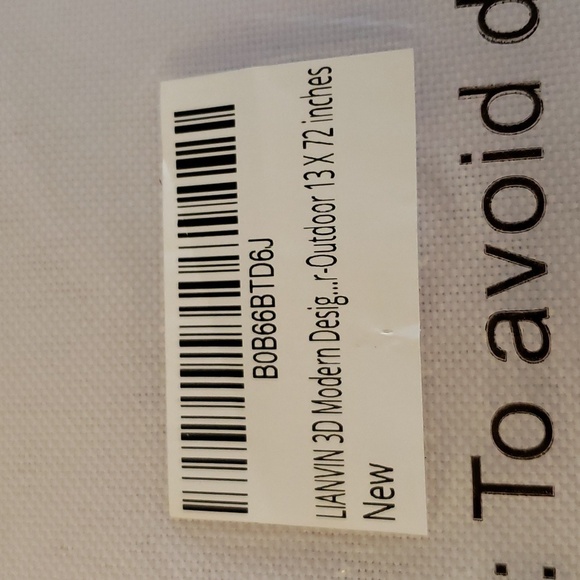 B0B66BTD6J
LIANVIN 3D Modern Desig...r-Outdoor 13 X 72 inches
New
: To avoid d